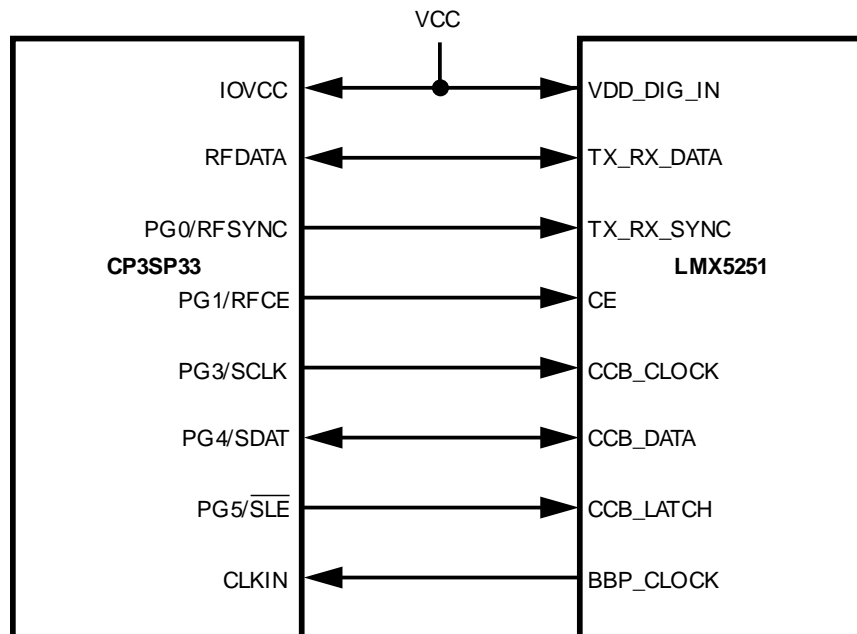 VCC
IOVCC VDD_DIG_IN
RFDATA TX_RX_DATA
PG0/RFSYNC TX_RX_SYNC
CP3SP33 LMX5251
PG1/RFCE CE
PG3/SCLK CCB_CLOCK
PG4/SDAT CCB_DATA
PG5/S̅L̅E̅ CCB_LATCH
CLKIN BBP_CLOCK